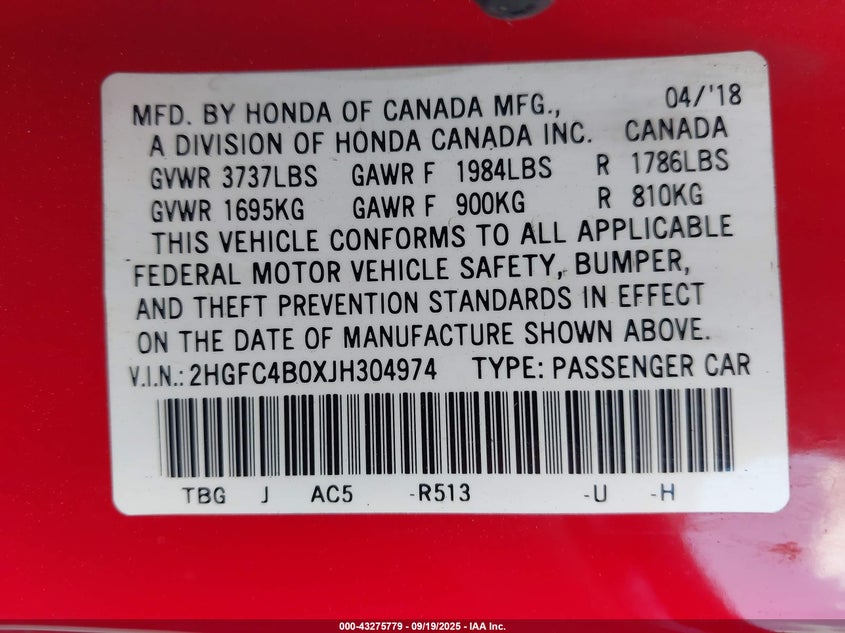 MFD. BY HONDA OF CANADA MFG., 04/'18
A DIVISION OF HONDA CANADA INC. CANADA
GVWR 3737LBS GAWR F 1984LBS R 1786LBS
GVWR 1695KG GAWR F 900KG R 810KG
THIS VEHICLE CONFORMS TO ALL APPLICABLE
FEDERAL MOTOR VEHICLE SAFETY, BUMPER,
AND THEFT PREVENTION STANDARDS IN EFFECT
ON THE DATE OF MANUFACTURE SHOWN ABOVE.
V.I.N.: 2HGFC4B0XJH304974 TYPE: PASSENGER CAR
TBG J AC5 -R513 -U -H
000-43275779 - 09/19/2025 - IAA Inc.